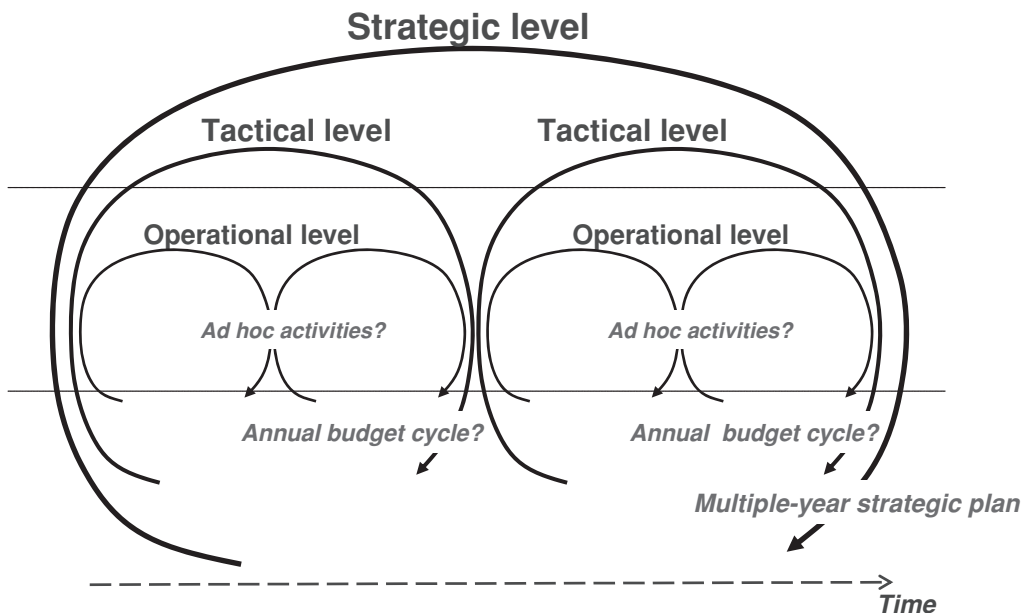 Strategic level
Tactical level
Tactical level
Operational level
Operational level
Ad hoc activities?
Ad hoc activities?
Annual budget cycle?
Annual budget cycle?
Multiple-year strategic plan
Time